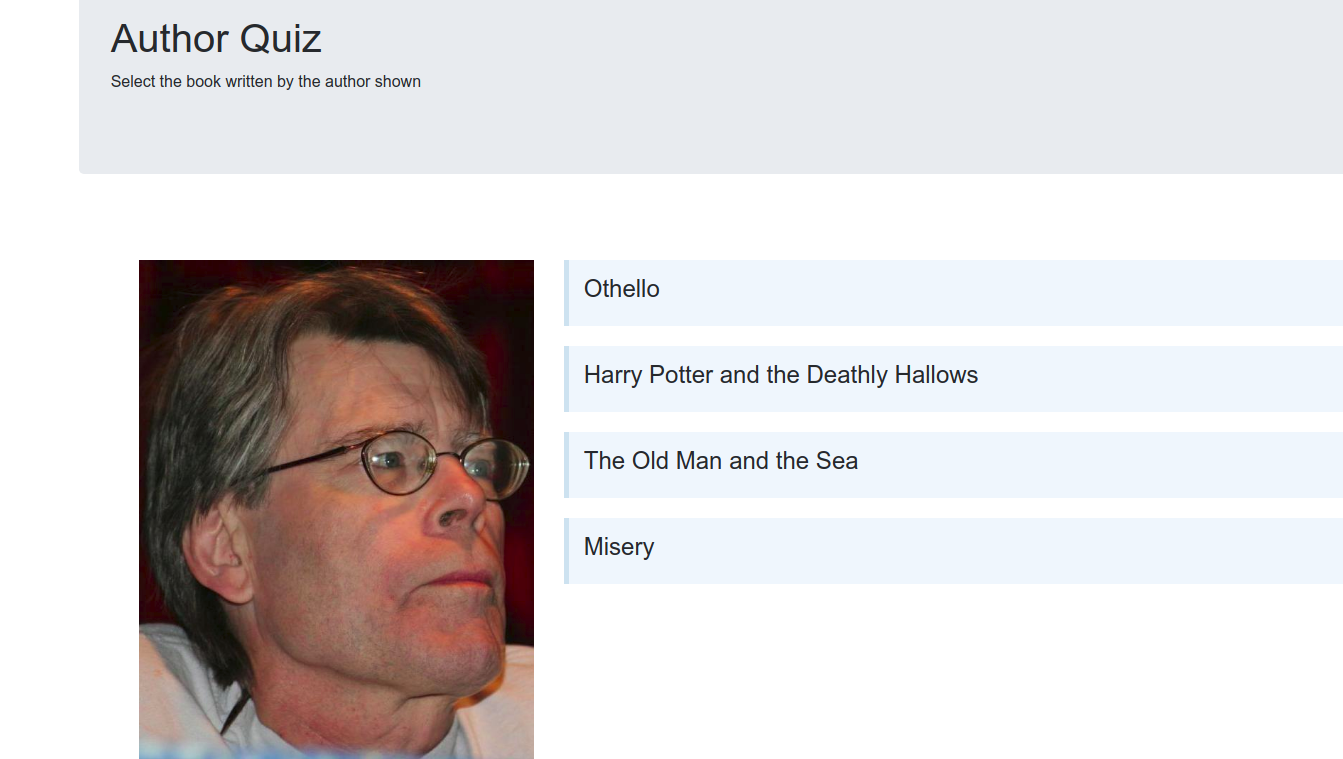 Author Quiz
Select the book written by the author shown
Othello
Harry Potter and the Deathly Hallows
The Old Man and the Sea
Misery